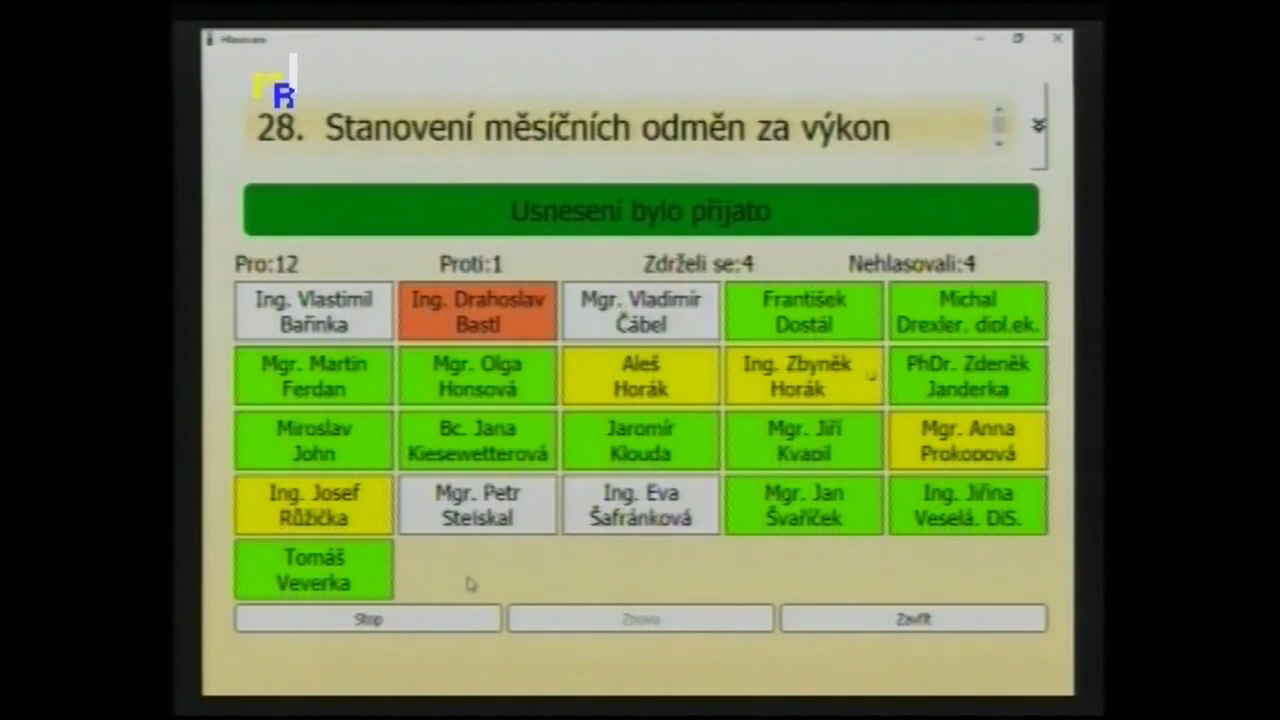 Hlasování
28. Stanovení měsíčních odměn za výkon
Usnesení bylo přijato
Pro:12 Proti:1 Zdrželi se:4 Nehlasovali:4
Ing. Vlastimil Bařinka
Ing. Drahoslav Bastl
Mgr. Vladimír Čábel
František Dostál
Michal Drexler. dipl.ek.
Mgr. Martin Ferdan
Mgr. Olga Honsová
Aleš Horák
Ing. Zbyněk Horák
PhDr. Zdeněk Janderka
Miroslav John
Bc. Jana Kiesewetterová
Jaromír Klouda
Mgr. Jiří Kvapil
Mgr. Anna Prokopová
Ing. Josef Růžička
Mgr. Petr Stejskal
Ing. Eva Šafránková
Mgr. Jan Švaříček
Ing. Jiřina Veselá. DiS.
Tomáš Veverka
Stop Znovu Zavřít